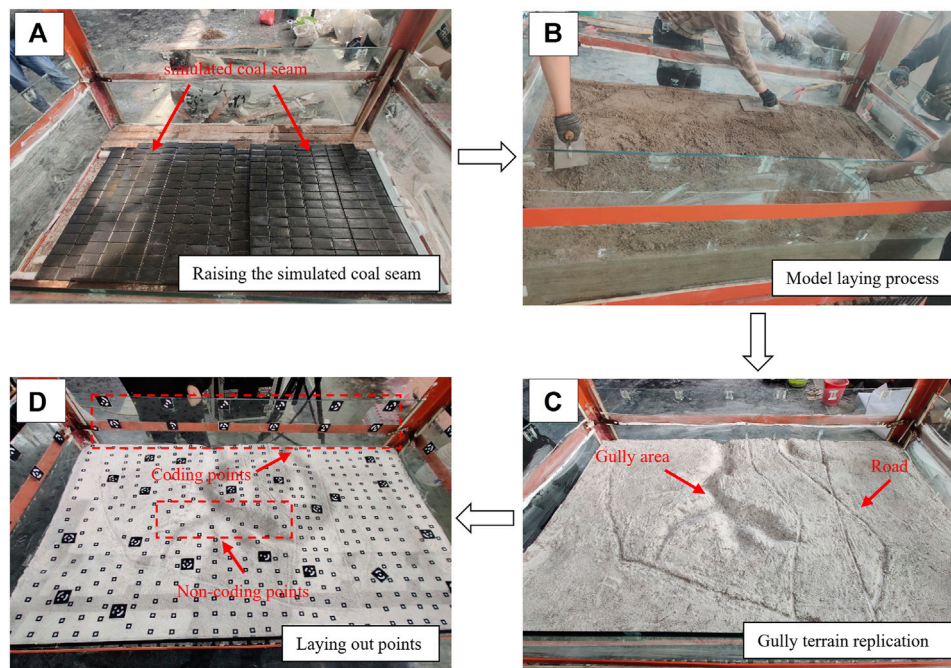 A
simulated coal seam
Raising the simulated coal seam
B
Model laying process
D
Coding points
Non-coding points
Laying out points
C
Gully area
Road
Gully terrain replication